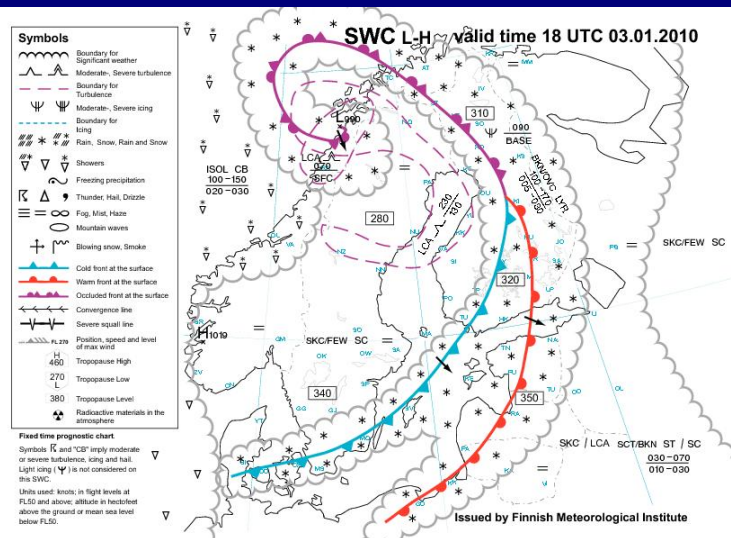 SWC L-H valid time 18 UTC 03.01.2010
Symbols
Boundary for
Significant weather
Moderate-, Severe turbulence
Boundary for
Turbulence
Moderate-, Severe icing
Boundary for
Icing
Rain, Snow, Rain and Snow
Showers
Freezing precipitation
Thunder, Hail, Drizzle
Fog, Mist, Haze
Mountain waves
Blowing snow, Smoke
Cold front at the surface
Warm front at the surface
Occluded front at the surface
Convergence line
Severe squall line
FL 270
Position, speed and level
of max wind
H
460
Tropopause High
270
L
Tropopause Low
380
Tropopause Level
Radioactive materials in the
atmosphere
Fixed time prognostic chart
Symbols and "CB" imply moderate
or severe turbulence, icing and hail.
Light icing ( ) is not considered on
this SWC.
Units used: knots; in flight levels at
FL50 and above; altitude in hectofeet
above the ground or mean sea level
below FL50.
ISOL CB
100-150
020-030
L990
LCA
070
SFC
310
090
BASE
BKN/OVC LYR
100-170
005-030
280
LCA
230
130
320
SKC/FEW SC
H1019
SKC/FEW SC
340
350
SKC / LCA SCT/BKN ST / SC
030-070
010-030
Issued by Finnish Meteorological Institute